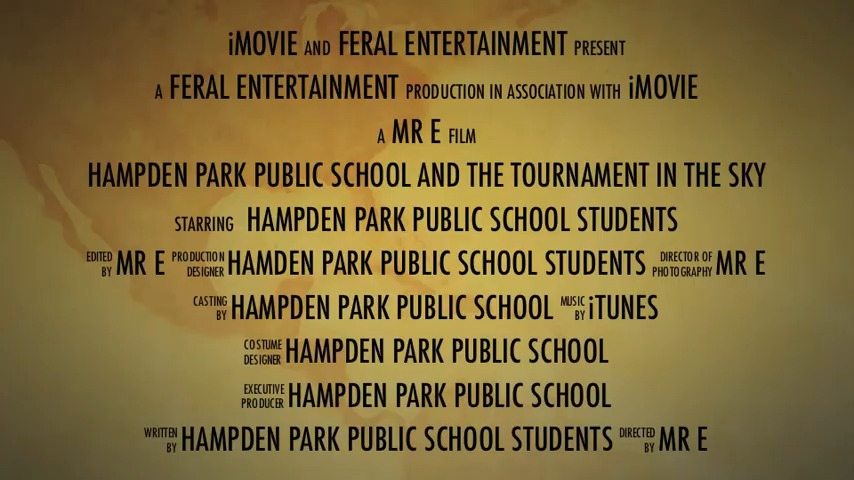 iMOVIE AND FERAL ENTERTAINMENT PRESENT
A FERAL ENTERTAINMENT PRODUCTION IN ASSOCIATION WITH iMOVIE
A MR E FILM
HAMPDEN PARK PUBLIC SCHOOL AND THE TOURNAMENT IN THE SKY
STARRING HAMPDEN PARK PUBLIC SCHOOL STUDENTS
EDITED BY MR E PRODUCTION DESIGNER HAMDEN PARK PUBLIC SCHOOL STUDENTS DIRECTOR OF PHOTOGRAPHY MR E
CASTING BY HAMPDEN PARK PUBLIC SCHOOL MUSIC BY iTUNES
COSTUME DESIGNER HAMPDEN PARK PUBLIC SCHOOL
EXECUTIVE PRODUCER HAMPDEN PARK PUBLIC SCHOOL
WRITTEN BY HAMPDEN PARK PUBLIC SCHOOL STUDENTS DIRECTED BY MR E